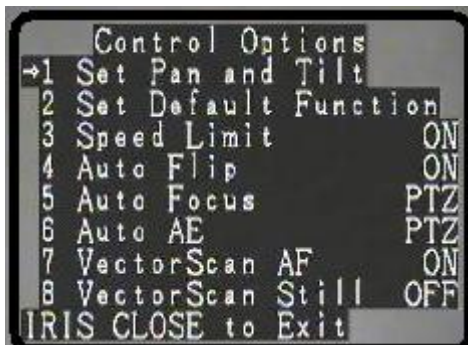 Control Options
⇒1 Set Pan and Tilt
2 Set Default Function
3 Speed Limit ON
4 Auto Flip ON
5 Auto Focus PTZ
6 Auto AE PTZ
7 VectorScan AF ON
8 VectorScan Still OFF
IRIS CLOSE to Exit